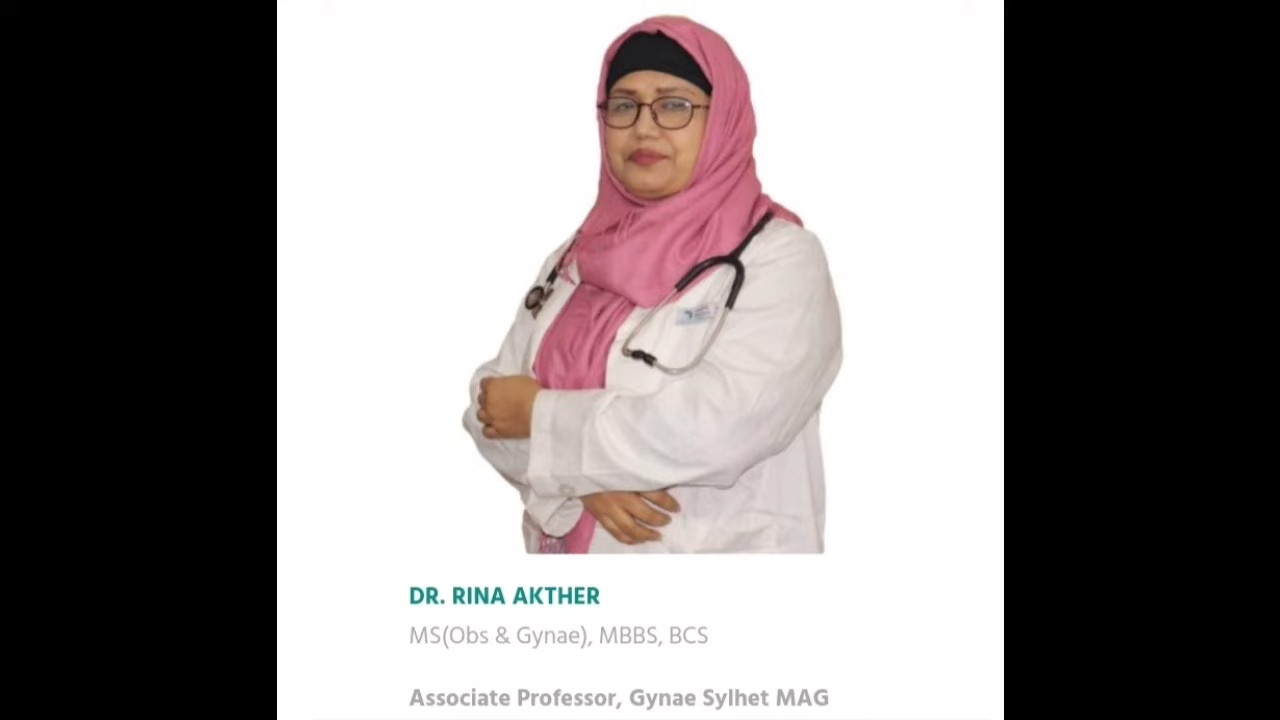 DR. RINA AKTHER
MS(Obs & Gynae), MBBS, BCS
Associate Professor, Gynae Sylhet MAG